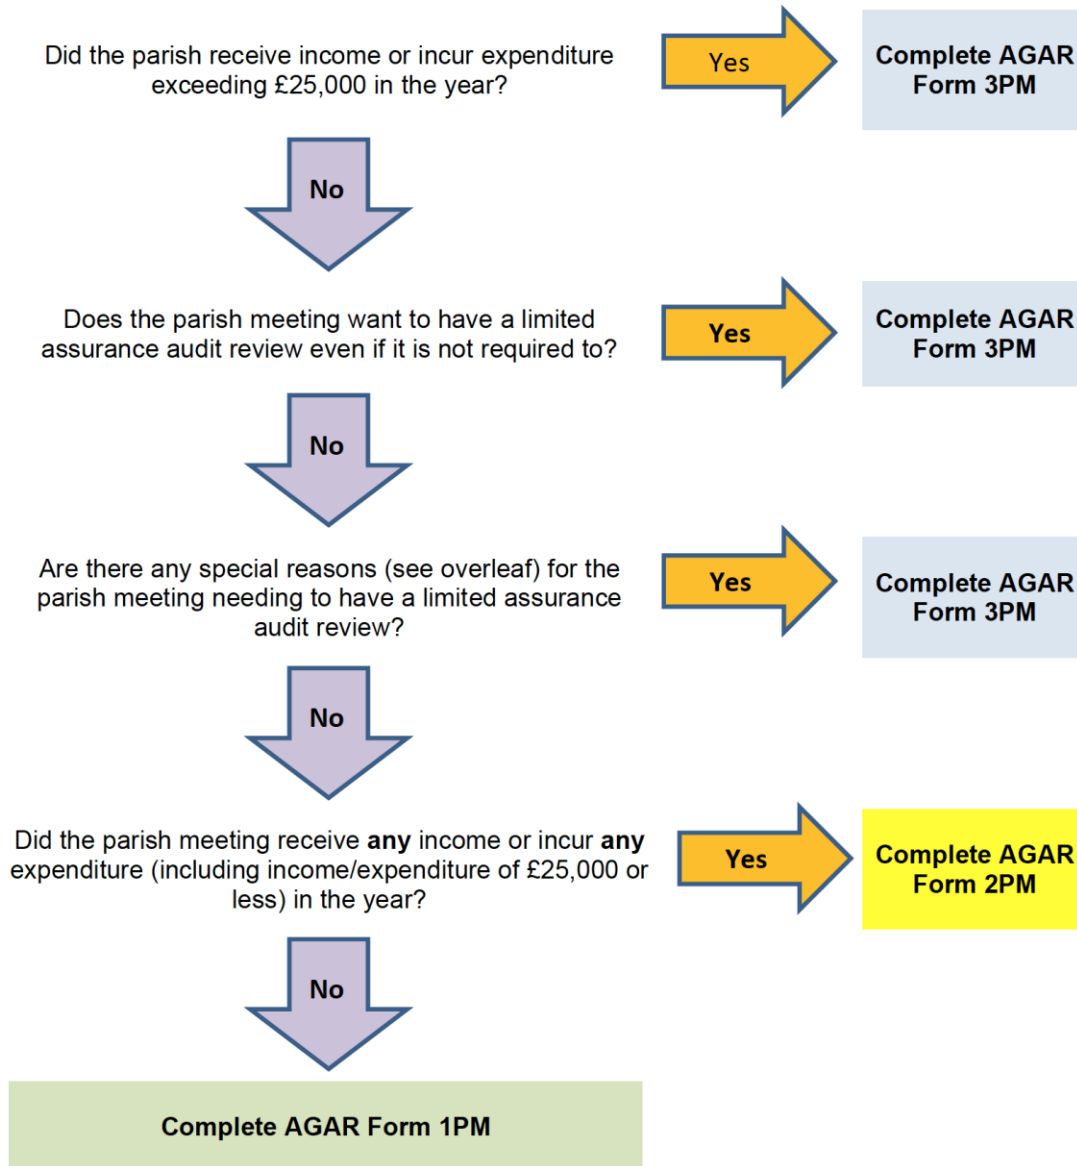 Did the parish receive income or incur expenditure
exceeding £25,000 in the year?
Yes
Complete AGAR
Form 3PM
No
Does the parish meeting want to have a limited
assurance audit review even if it is not required to?
Yes
Complete AGAR
Form 3PM
No
Are there any special reasons (see overleaf) for the
parish meeting needing to have a limited assurance
audit review?
Yes
Complete AGAR
Form 3PM
No
Did the parish meeting receive any income or incur any
expenditure (including income/expenditure of £25,000 or
less) in the year?
Yes
Complete AGAR
Form 2PM
No
Complete AGAR Form 1PM